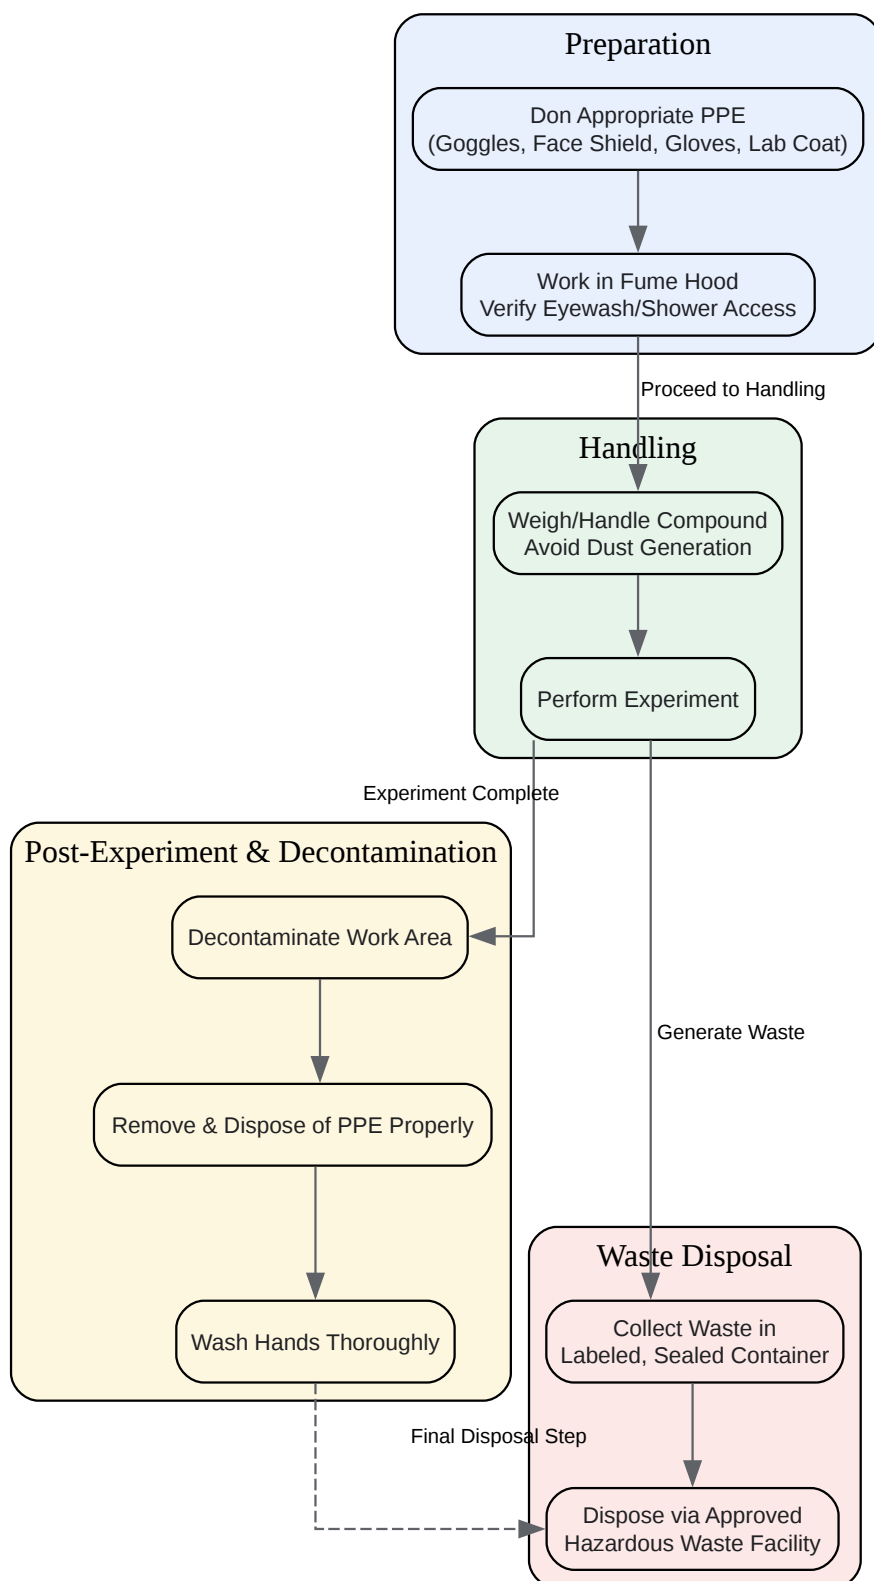 Preparation
Don Appropriate PPE
(Goggles, Face Shield, Gloves, Lab Coat)
Work in Fume Hood
Verify Eyewash/Shower Access
Proceed to Handling
Handling
Weigh/Handle Compound
Avoid Dust Generation
Perform Experiment
Experiment Complete
Post-Experiment & Decontamination
Decontaminate Work Area
Generate Waste
Remove & Dispose of PPE Properly
Waste Disposal
Wash Hands Thoroughly
Collect Waste in
Labeled, Sealed Container
Final Disposal Step
Dispose via Approved
Hazardous Waste Facility